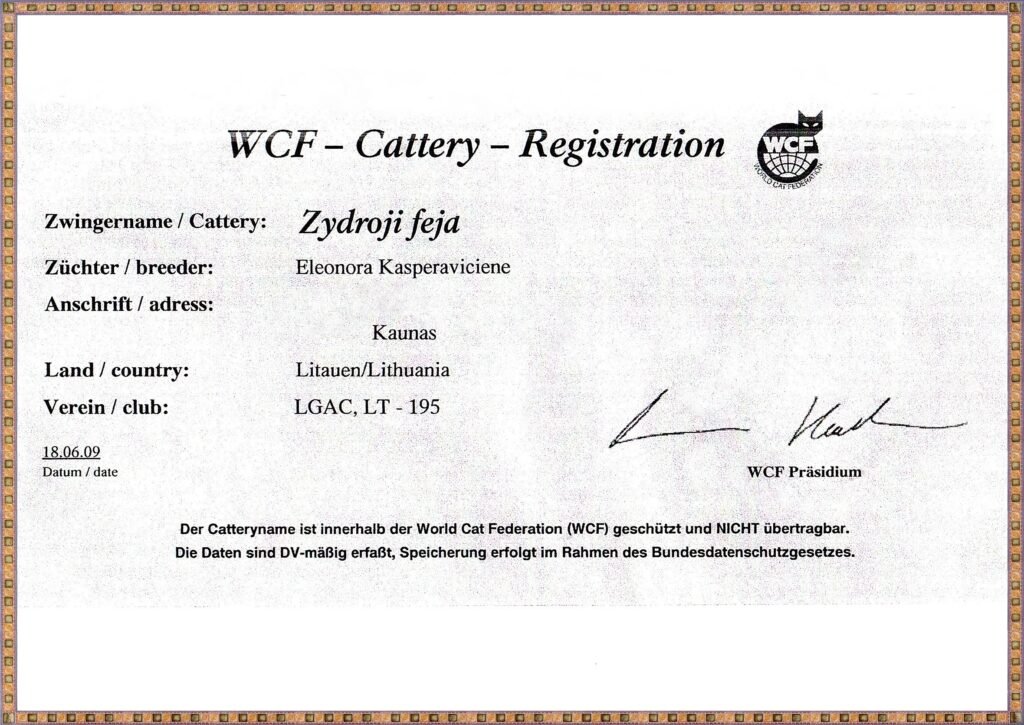 WCF – Cattery – Registration
WCF
WORLD CAT FEDERATION
Zwingername / Cattery: Zydroji feja
Züchter / breeder: Eleonora Kasperaviciene
Anschrift / adress:
Kaunas
Land / country: Litauen/Lithuania
Verein / club: LGAC, LT - 195
18.06.09
Datum / date
WCF Präsidium
Der Catteryname ist innerhalb der World Cat Federation (WCF) geschützt und NICHT übertragbar.
Die Daten sind DV-mäßig erfaßt, Speicherung erfolgt im Rahmen des Bundesdatenschutzgesetzes.